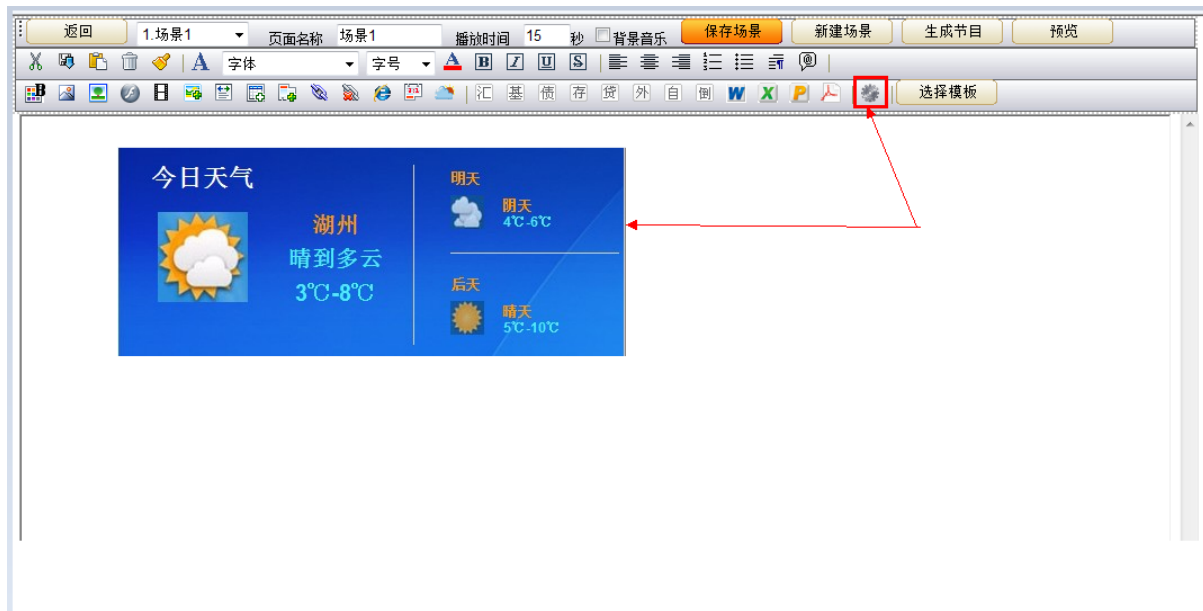 返回 1.场景1 页面名称 场景1 播放时间 15 秒 背景音乐 保存场景 新建场景 生成节目 预览
A 字体 字号 A B I U S
B 汇 基 债 存 货 外 自 倒 W X P 选择模板
今日天气
湖州
晴到多云
3℃-8℃
明天
阴天
4℃-6℃
后天
晴天
5℃-10℃